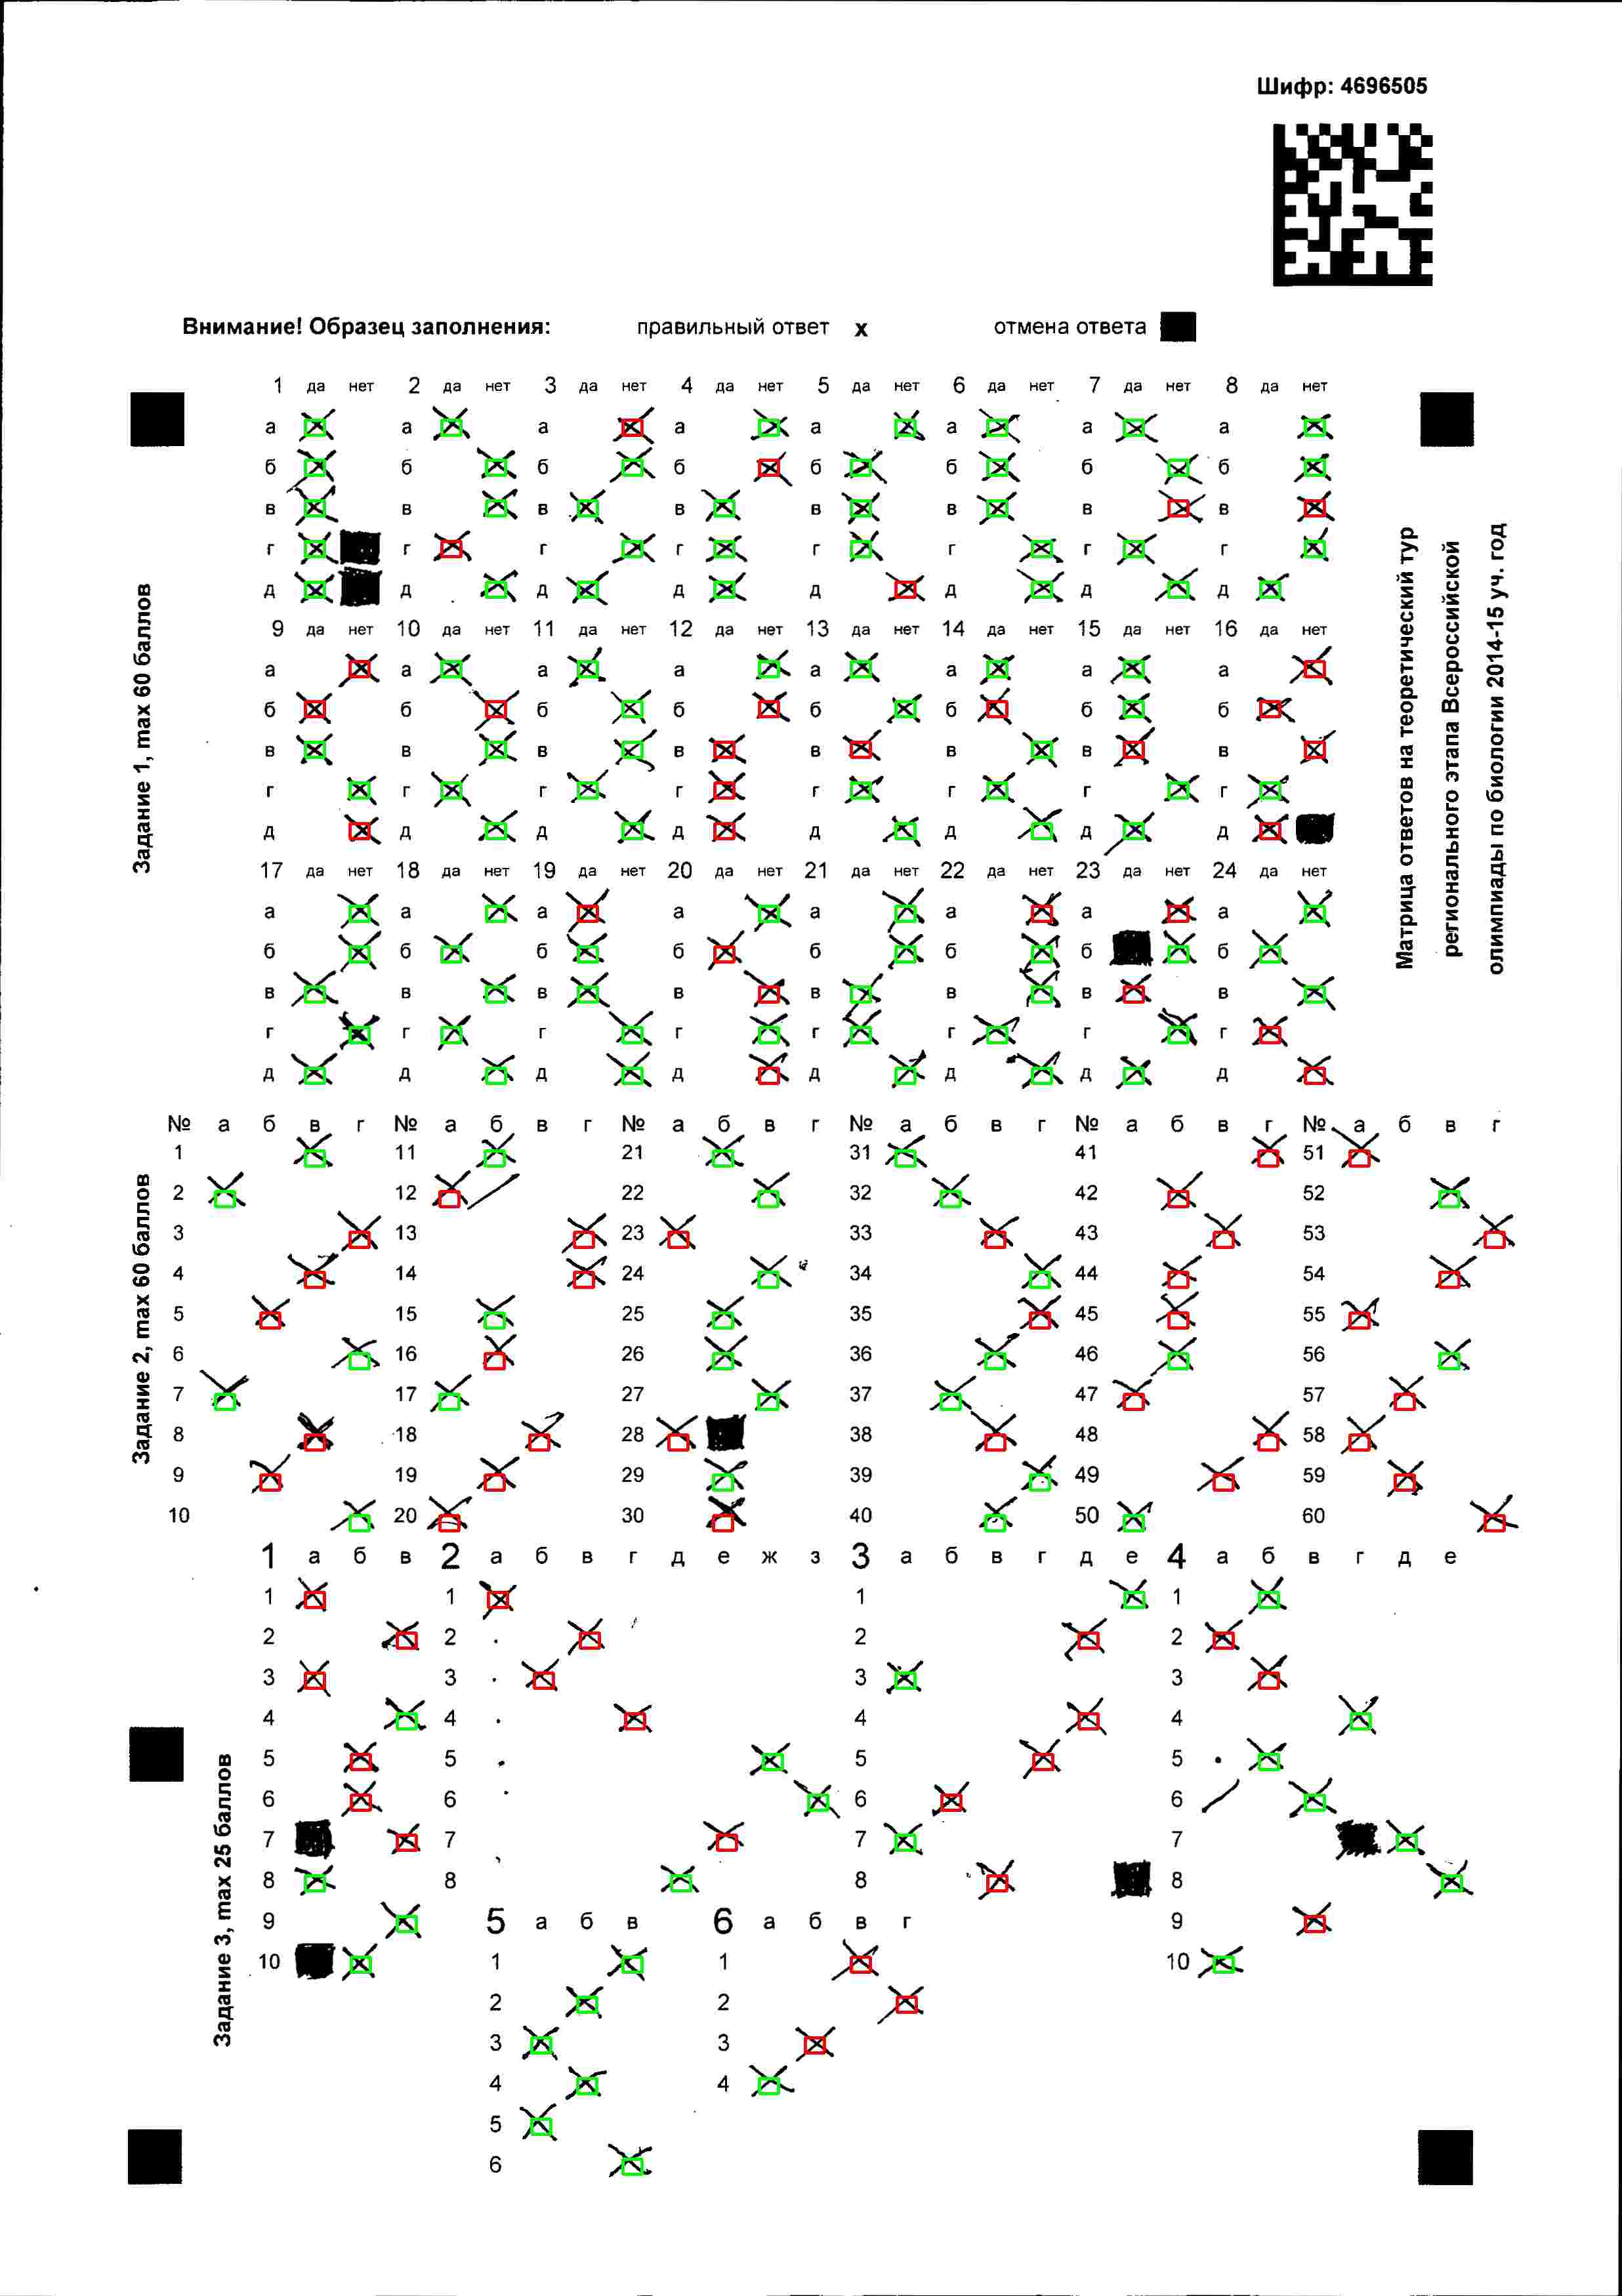 Шифр: 4696505
Внимание! Образец заполнения: правильный ответ x отмена ответа
1 да нет 2 да нет 3 да нет 4 да нет 5 да нет 6 да нет 7 да нет 8 да нет
а а а а а а а а
б б б б б б б б
в в в в в в в в
г г г г г г г г
д д д д д д д д
9 да нет 10 да нет 11 да нет 12 да нет 13 да нет 14 да нет 15 да нет 16 да нет
а а а а а а а а
б б б б б б б б
в в в в в в в в
г г г г г г г г
д д д д д д д д
17 да нет 18 да нет 19 да нет 20 да нет 21 да нет 22 да нет 23 да нет 24 да нет
а а а а а а а а
б б б б б б б б
в в в в в в в в
г г г г г г г г
д д д д д д д д
Задание 1, max 60 баллов
Матрица ответов на теоретический тур
регионального этапа Всероссийской
олимпиады по биологии 2014-15 уч. год
№ а б в г № а б в г № а б в г № а б в г № а б в г № а б в г
1 11 21 31 41 51
2 12 22 32 42 52
3 13 23 33 43 53
4 14 24 34 44 54
5 15 25 35 45 55
6 16 26 36 46 56
7 17 27 37 47 57
8 18 28 38 48 58
9 19 29 39 49 59
10 20 30 40 50 60
Задание 2, max 60 баллов
1 а б в 2 а б в г д е ж з 3 а б в г д е 4 а б в г д е
1 1 1 1
2 2 2 2
3 3 3 3
4 4 4 4
5 5 5 5
6 6 6 6
7 7 7 7
8 8 8 8
9 5 а б в 6 а б в г 9
10 1 1 10
2 2
3 3
4 4
5
6
Задание 3, max 25 баллов